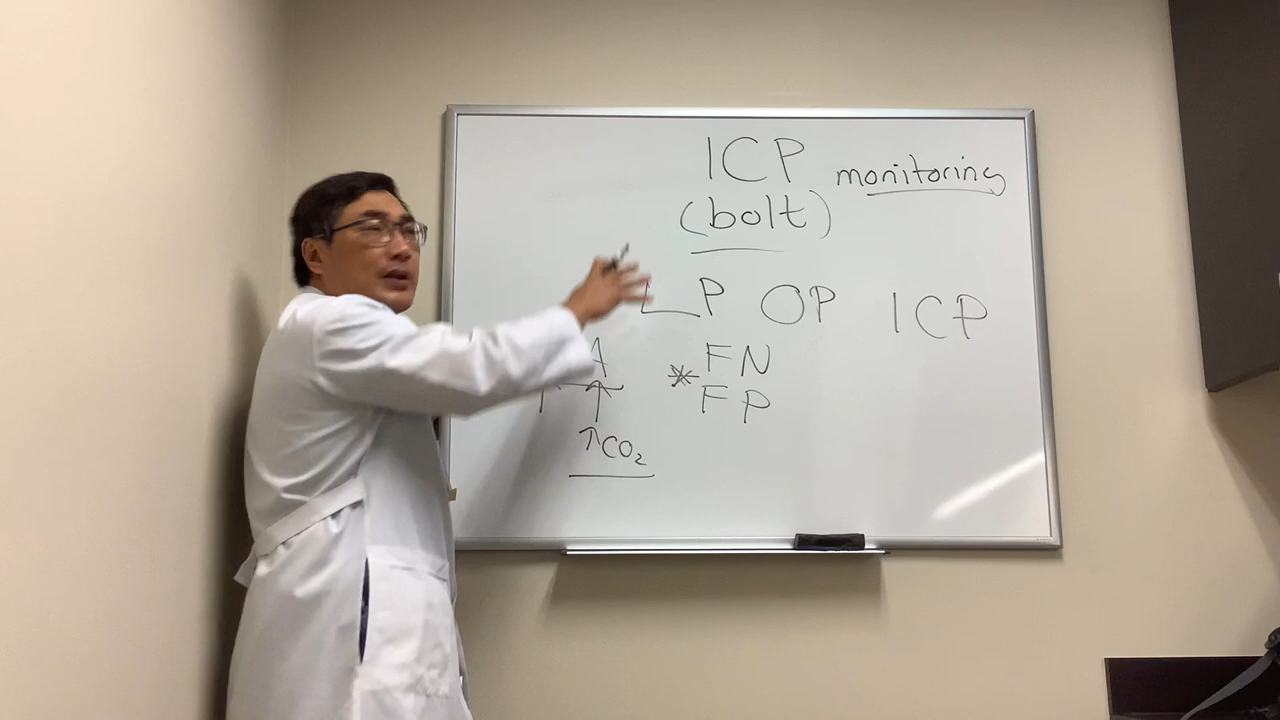 ICP monitoring
(bolt)
LP OP ICP
A * FN
↑ ↑ FP
↑CO₂